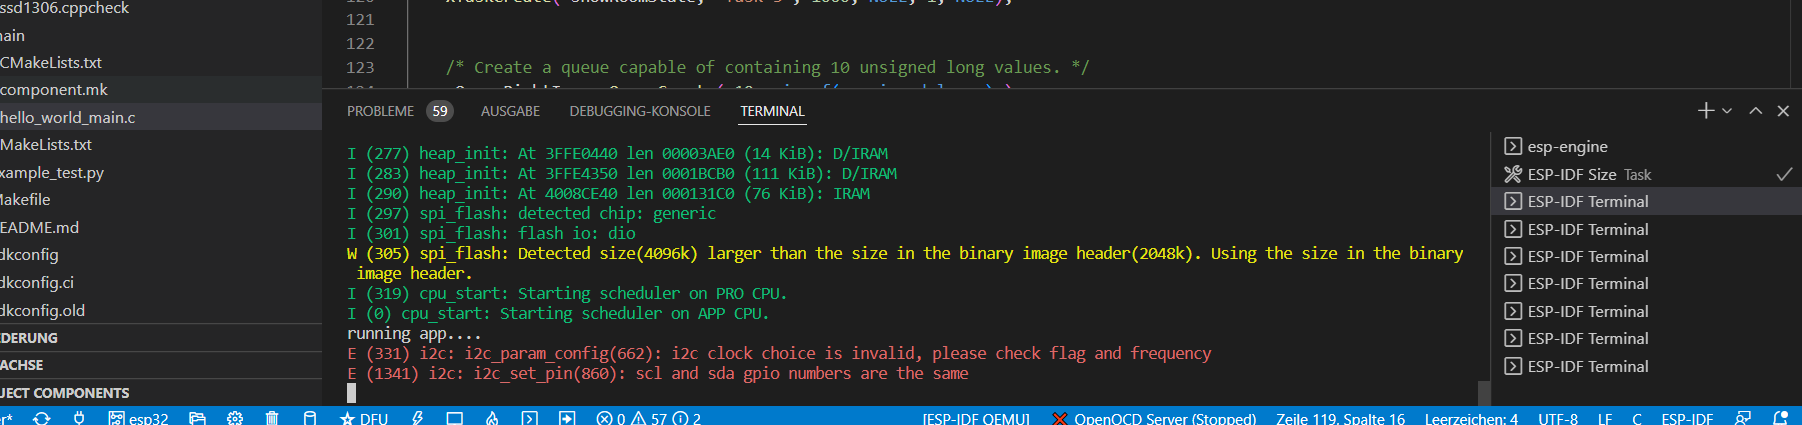 ssd1306.cppcheck
main
CMakeLists.txt
component.mk
hello_world_main.c
MakeLists.txt
xample_test.py
Makefile
README.md
dkconfig
dkconfig.ci
dkconfig.old
EDERUNG
ACHSE
JECT COMPONENTS
121
122
123 /* Create a queue capable of containing 10 unsigned long values. */
PROBLEME 59 AUSGABE DEBUGGING-KONSOLE TERMINAL
I (277) heap_init: At 3FFE0440 len 00003AE0 (14 KiB): D/IRAM
I (283) heap_init: At 3FFE4350 len 0001BCB0 (111 KiB): D/IRAM
I (290) heap_init: At 4008CE40 len 000131C0 (76 KiB): IRAM
I (297) spi_flash: detected chip: generic
I (301) spi_flash: flash io: dio
W (305) spi_flash: Detected size(4096k) larger than the size in the binary image header(2048k). Using the size in the binary
image header.
I (319) cpu_start: Starting scheduler on PRO CPU.
I (0) cpu_start: Starting scheduler on APP CPU.
running app....
E (331) i2c: i2c_param_config(662): i2c clock choice is invalid, please check flag and frequency
E (1341) i2c: i2c_set_pin(860): scl and sda gpio numbers are the same
esp-engine
ESP-IDF Size Task
ESP-IDF Terminal
ESP-IDF Terminal
ESP-IDF Terminal
ESP-IDF Terminal
ESP-IDF Terminal
ESP-IDF Terminal
ESP-IDF Terminal
er* esp32 DFU 0 57 2 [ESP-IDF QEMU] OpenOCD Server (Stopped) Zeile 119, Spalte 16 Leerzeichen: 4 UTF-8 LF C ESP-IDF